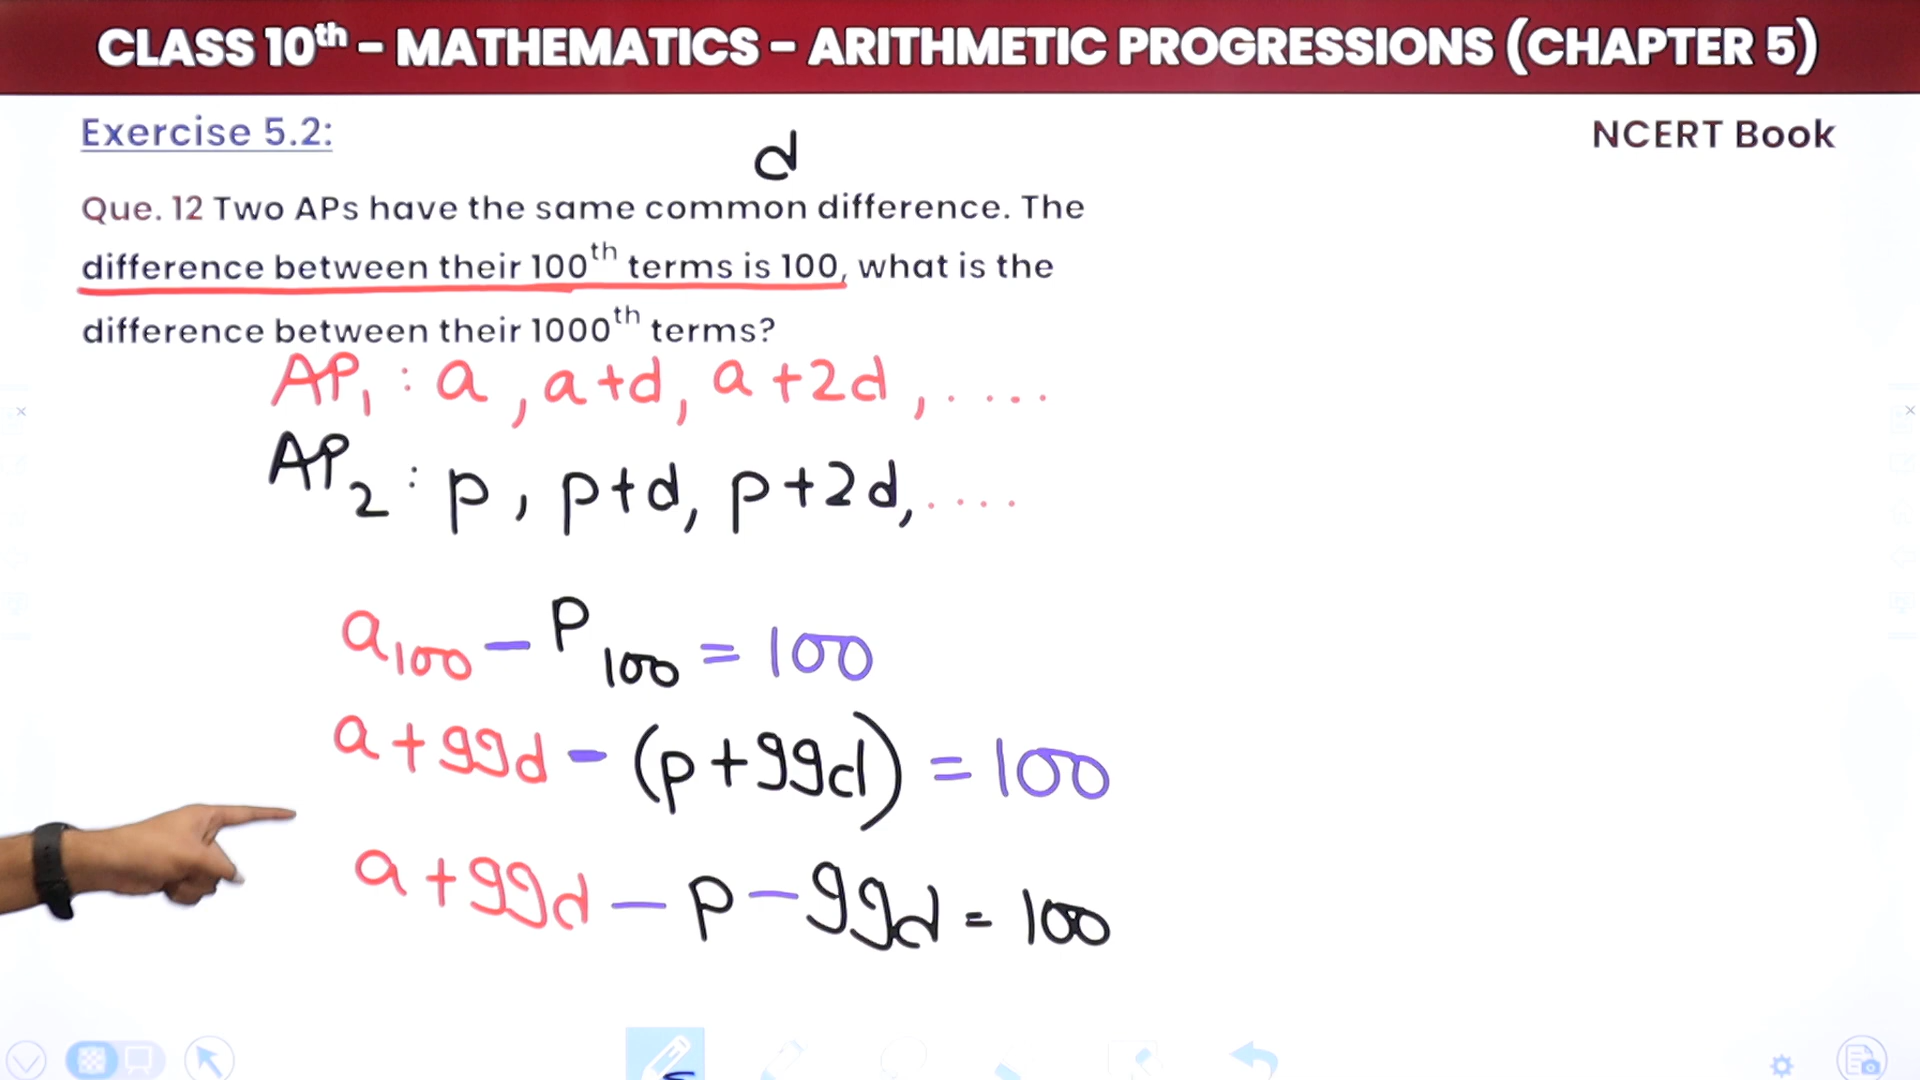 CLASS 10th – MATHEMATICS – ARITHMETIC PROGRESSIONS (CHAPTER 5)
Exercise 5.2:
NCERT Book
d
Que. 12 Two APs have the same common difference. The
difference between their 100th terms is 100, what is the
difference between their 1000th terms?
AP₁ : a, a+d, a+2d, ....
AP₂ : p, p+d, p+2d, ....
a₁₀₀ – P₁₀₀ = 100
a+99d – (p+99d) = 100
a+99d – p – 99d = 100